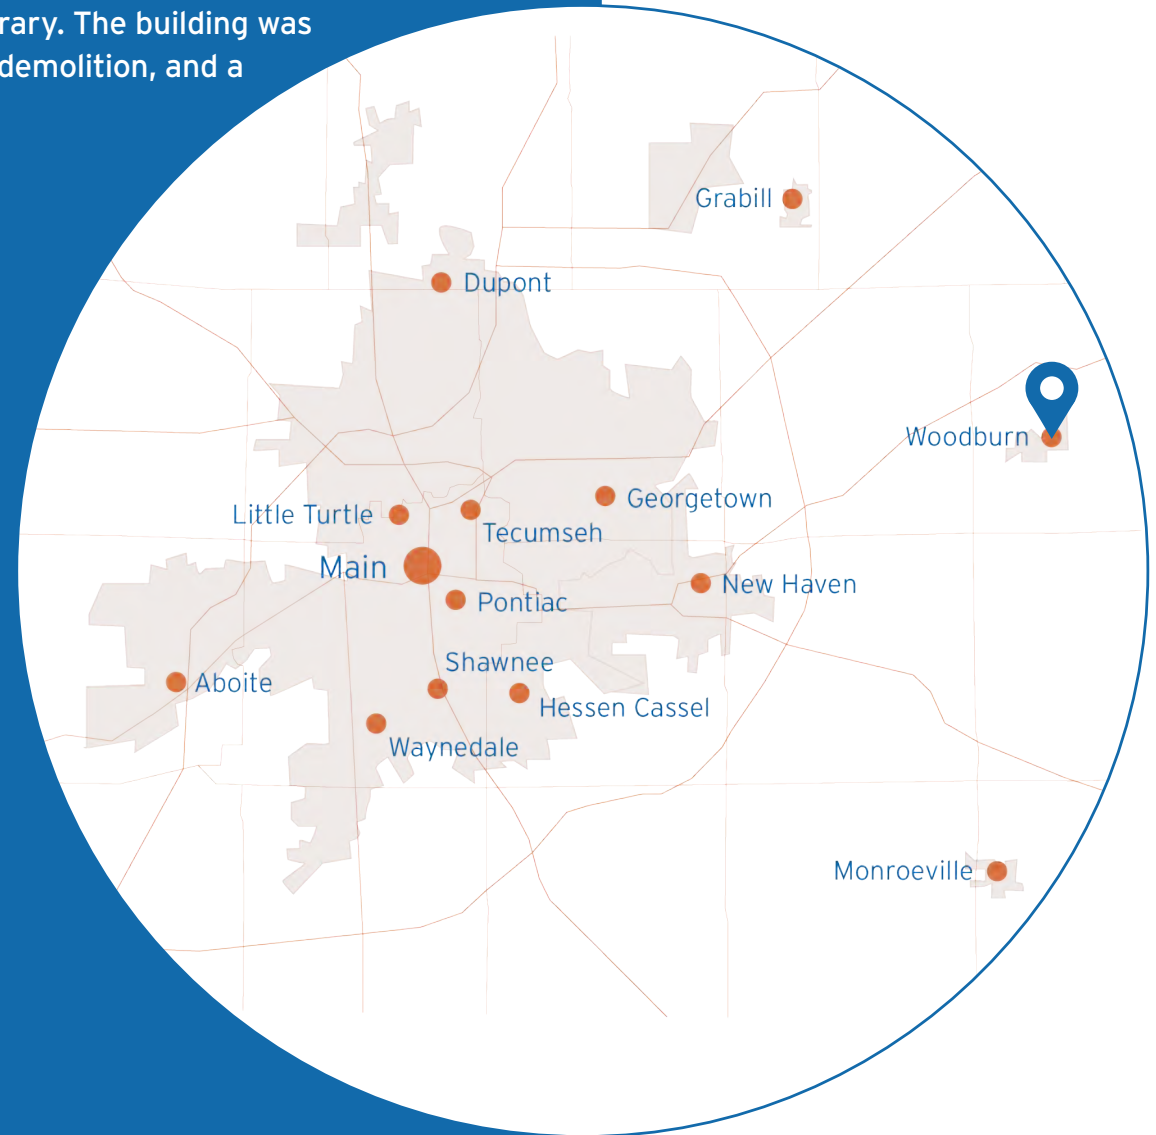 The building was
demolition, and a
Grabill
Dupont
Woodburn
Georgetown
Little Turtle
Tecumseh
Main
New Haven
Pontiac
Shawnee
Aboite
Hessen Cassel
Waynedale
Monroeville